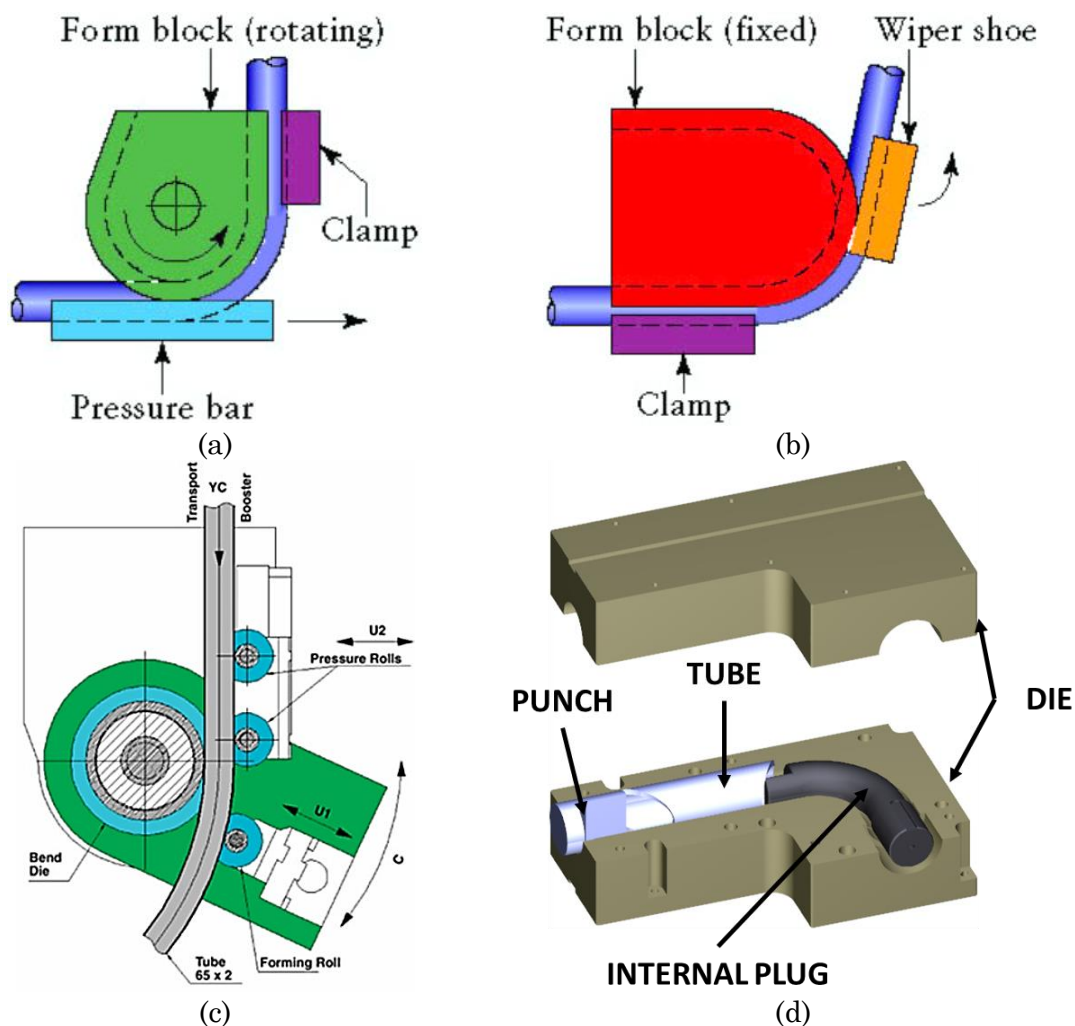 Form block (rotating)
Clamp
Pressure bar
(a)
Form block (fixed)
Wiper shoe
Clamp
(b)
Transport
YC
Booster
U2
Pressure Rolls
U1
C
Bend
Die
Tube
65 x 2
Forming Roll
(c)
PUNCH
TUBE
DIE
INTERNAL PLUG
(d)